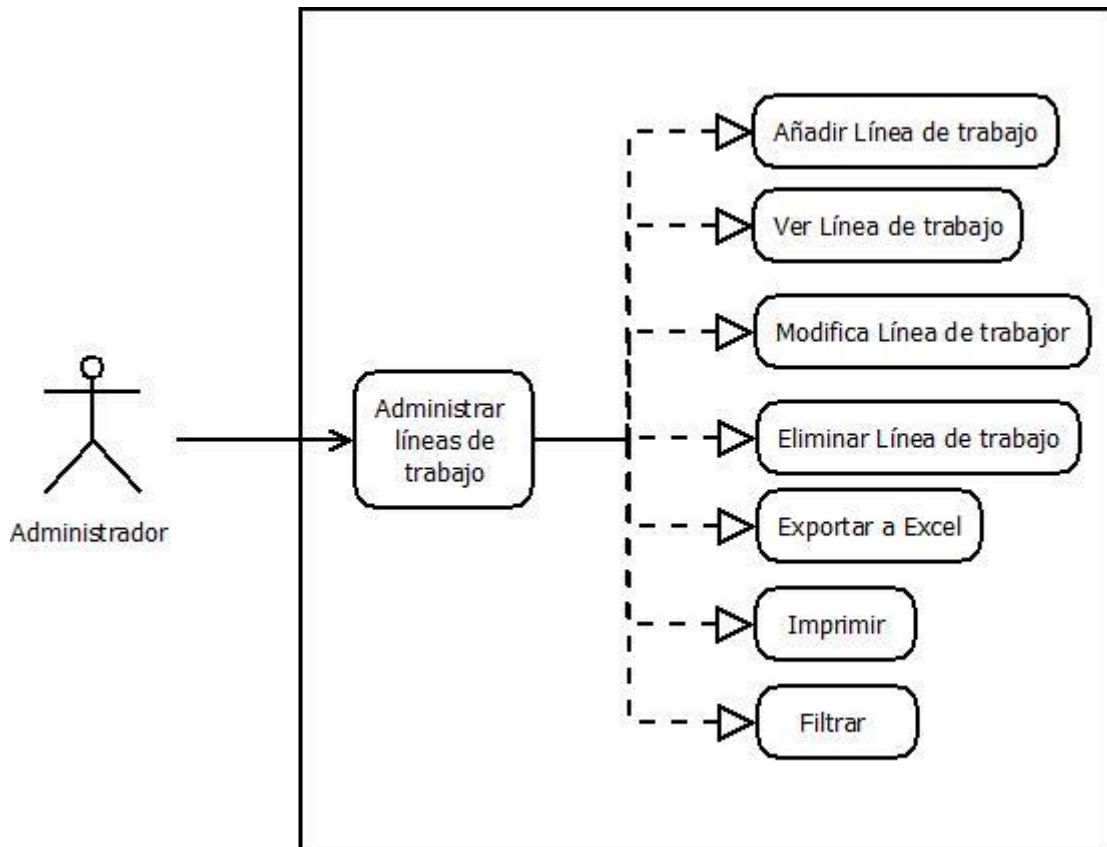 Añadir Línea de trabajo
Ver Línea de trabajo
Modifica Línea de trabajor
Administrar
líneas de
trabajo
Eliminar Línea de trabajo
Administrador
Exportar a Excel
Imprimir
Filtrar